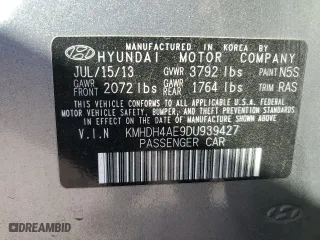 MANUFACTURED IN KOREA BY
HYUNDAI MOTOR COMPANY
JUL/15/13 GVWR 3792 lbs PAINT N5S
GAWR FRONT 2072 lbs GAWR REAR 1764 lbs TRIM RAS
THIS VEHICLE CONFORMS TO ALL APPLICABLE FEDERAL MOTOR VEHICLE SAFETY, BUMPER, AND THEFT PREVENTION STANDARDS IN EFFECT ON THE DATE OF MANUFACTURE SHOWN ABOVE.
V.I.N KMHDH4AE9DU939427
PASSENGER CAR